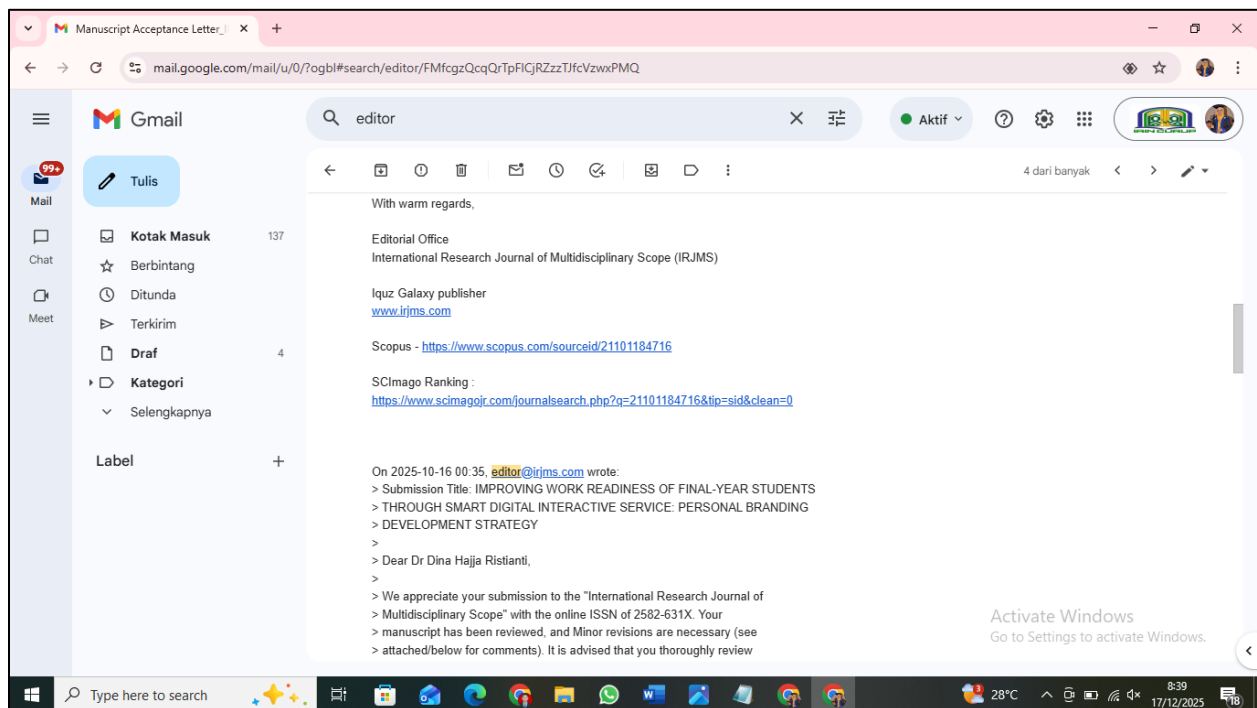 Manuscript Acceptance Letter_
mail.google.com/mail/u/0/?ogbl#search/editor/FMfcgzQcqQrTpFlCjRZzzTJfcVzwxPMQ
Gmail
editor
Aktif
IAIN CURUP
99+
Mail
Chat
Meet
Tulis
Kotak Masuk 137
Berbintang
Ditunda
Terkirim
Draf 4
Kategori
Selengkapnya
Label
4 dari banyak
With warm regards,
Editorial Office
International Research Journal of Multidisciplinary Scope (IRJMS)
Iquz Galaxy publisher
www.irjms.com
Scopus - https://www.scopus.com/sourceid/21101184716
SCImago Ranking :
https://www.scimagojr.com/journalsearch.php?q=21101184716&tip=sid&clean=0
On 2025-10-16 00:35, editor@irjms.com wrote:
> Submission Title: IMPROVING WORK READINESS OF FINAL-YEAR STUDENTS
> THROUGH SMART DIGITAL INTERACTIVE SERVICE: PERSONAL BRANDING
> DEVELOPMENT STRATEGY
>
> Dear Dr Dina Hajja Ristianti,
>
> We appreciate your submission to the "International Research Journal of
> Multidisciplinary Scope" with the online ISSN of 2582-631X. Your
> manuscript has been reviewed, and Minor revisions are necessary (see
> attached/below for comments). It is advised that you thoroughly review
Activate Windows
Go to Settings to activate Windows.
Type here to search
28°C
8:39
17/12/2025
18